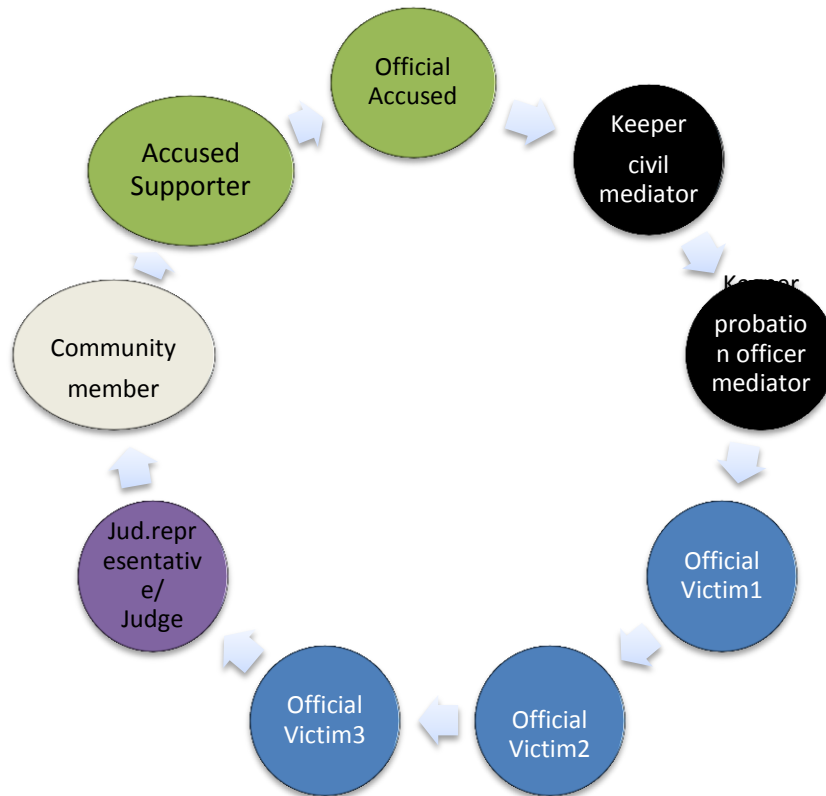 Official
Accused
Keeper
civil
mediator
Keeper
probatio
n officer
mediator
Official
Victim1
Official
Victim2
Official
Victim3
Jud.repr
esentativ
e/
Judge
Community
member
Accused
Supporter